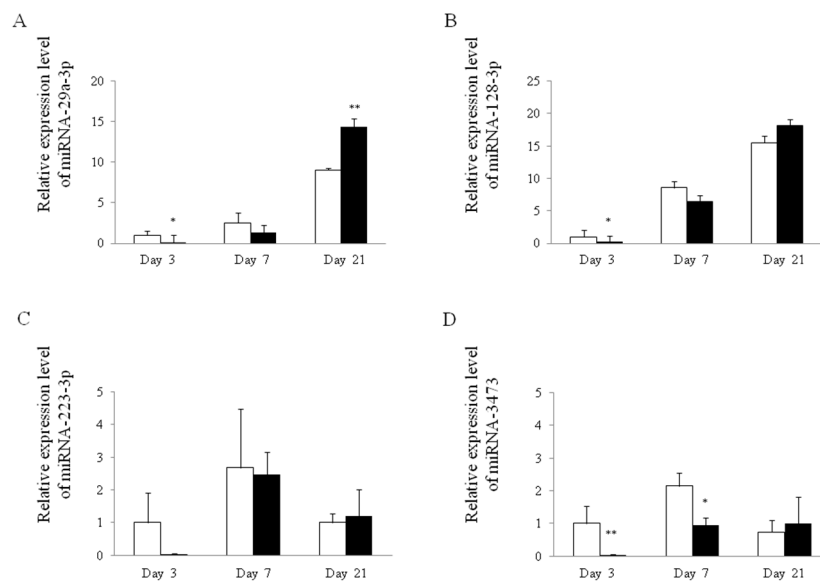 A
Relative expression level
of miRNA-29a-3p
20
15
10
5
0
*
**
Day 3
Day 7
Day 21
B
Relative expression level
of miRNA-128-3p
25
20
15
10
5
0
*
Day 3
Day 7
Day 21
C
Relative expression level
of miRNA-223-3p
5
4
3
2
1
0
Day 3
Day 7
Day 21
D
Relative expression level
of miRNA-3473
5
4
3
2
1
0
**
*
Day 3
Day 7
Day 21